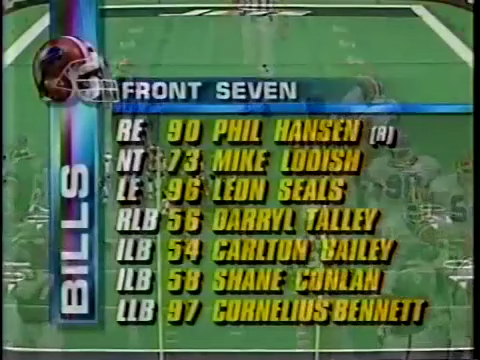 FRONT SEVEN
RE 90 PHIL HANSEN (R)
NT 73 MIKE LODISH
LE 96 LEON SEALS
RLB 56 DARRYL TALLEY
ILB 54 CARLTON BAILEY
ILB 58 SHANE CONLAN
LLB 97 CORNELIUS BENNETT
BILLS